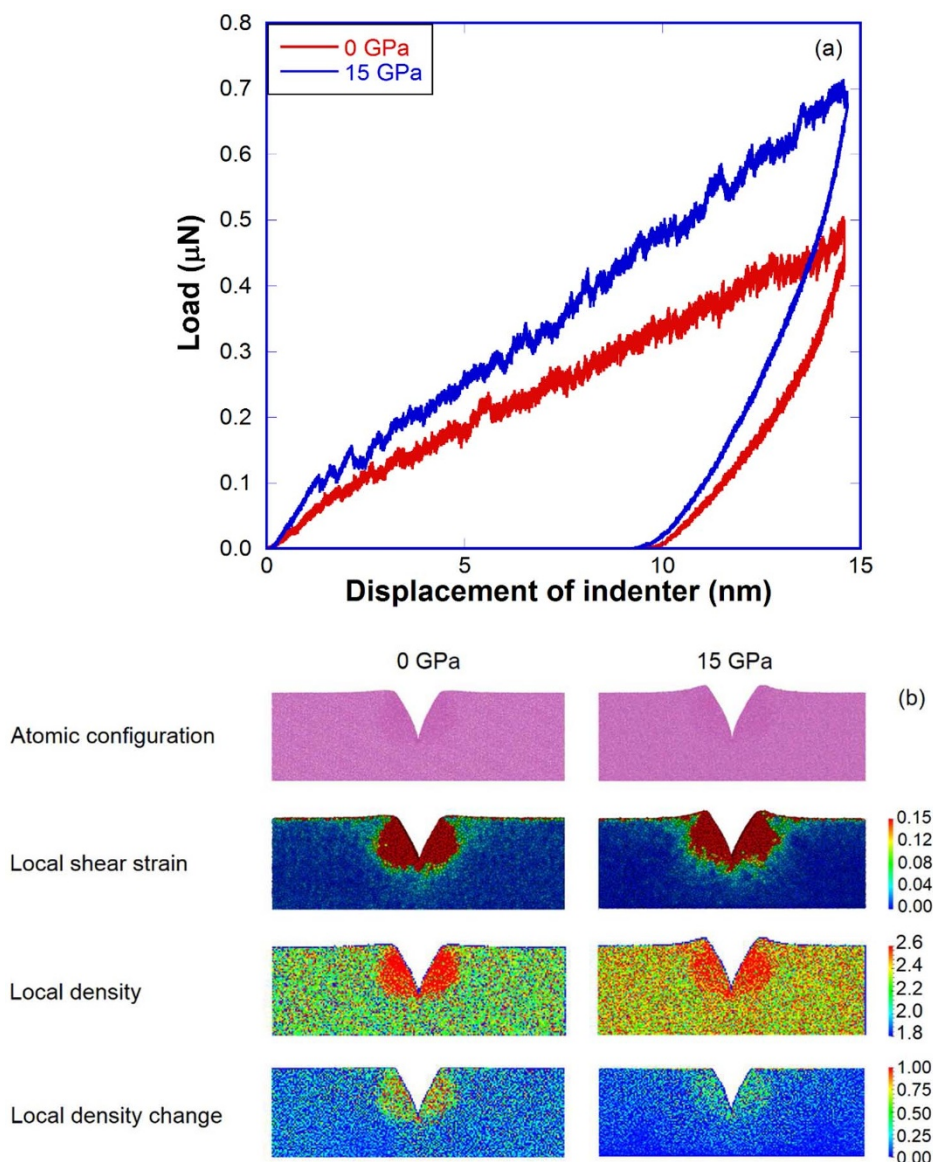 0.8
0 GPa
15 GPa
(a)
0.7
0.6
0.5
0.4
0.3
0.2
0.1
0.0
Load (μN)
0 5 10 15
Displacement of indenter (nm)
0 GPa 15 GPa
(b)
Atomic configuration
Local shear strain
0.15
0.12
0.08
0.04
0.00
Local density
2.6
2.4
2.2
2.0
1.8
Local density change
1.00
0.75
0.50
0.25
0.00